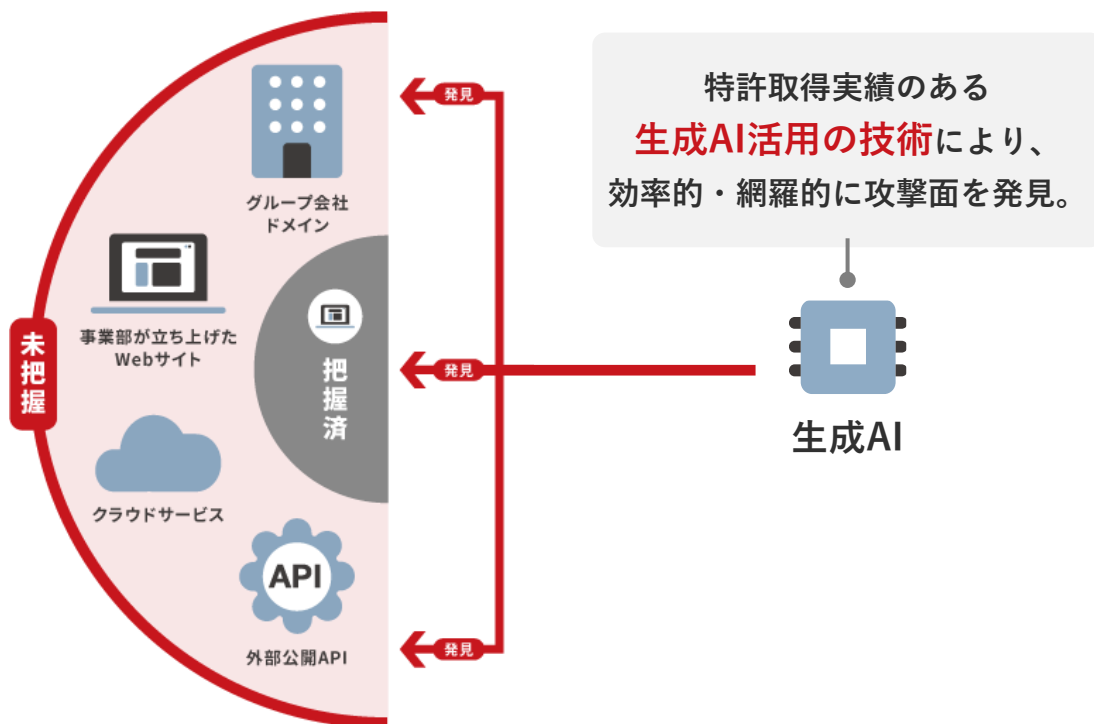 特許取得実績のある
生成AI活用の技術により、
効率的・網羅的に攻撃面を発見。
生成AI
発見
発見
発見
未把握
グループ会社
ドメイン
事業部が立ち上げた
Webサイト
把握済
クラウドサービス
API
外部公開API